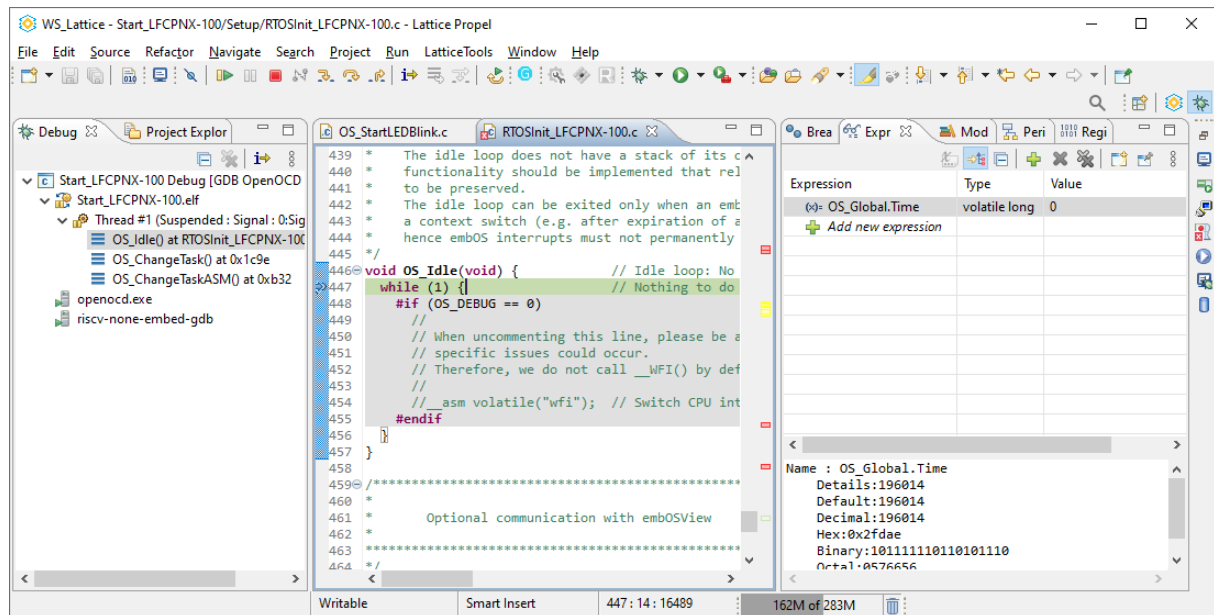 WS_Lattice - Start_LFCPNX-100/Setup/RTOSInit_LFCPNX-100.c - Lattice Propel
File Edit Source Refactor Navigate Search Project Run LatticeTools Window Help
Debug Project Explor
Start_LFCPNX-100 Debug [GDB OpenOCD
Start_LFCPNX-100.elf
Thread #1 (Suspended : Signal : 0:Sig
OS_Idle() at RTOSInit_LFCPNX-100
OS_ChangeTask() at 0x1c9e
OS_ChangeTaskASM() at 0xb32
openocd.exe
riscv-none-embed-gdb
OS_StartLEDBlink.c RTOSInit_LFCPNX-100.c
439 * The idle loop does not have a stack of its c
440 * functionality should be implemented that rel
441 * to be preserved.
442 * The idle loop can be exited only when an emb
443 * a context switch (e.g. after expiration of a
444 * hence embOS interrupts must not permanently
445 */
446 void OS_Idle(void) { // Idle loop: No
447 while (1) { // Nothing to do
448 #if (OS_DEBUG == 0)
449 //
450 // When uncommenting this line, please be a
451 // specific issues could occur.
452 // Therefore, we do not call __WFI() by def
453 //
454 //__asm volatile("wfi"); // Switch CPU int
455 #endif
456 }
457 }
458
459 /************************************************
460 *
461 * Optional communication with embOSView
462 *
463 *************************************************
464 */
Brea Expr Mod Peri Regi
Expression Type Value
OS_Global.Time volatile long 0
Add new expression
Name : OS_Global.Time
Details:196014
Default:196014
Decimal:196014
Hex:0x2fdae
Binary:101111110110101110
Octal:0576656
Writable Smart Insert 447 : 14 : 16489 162M of 283M